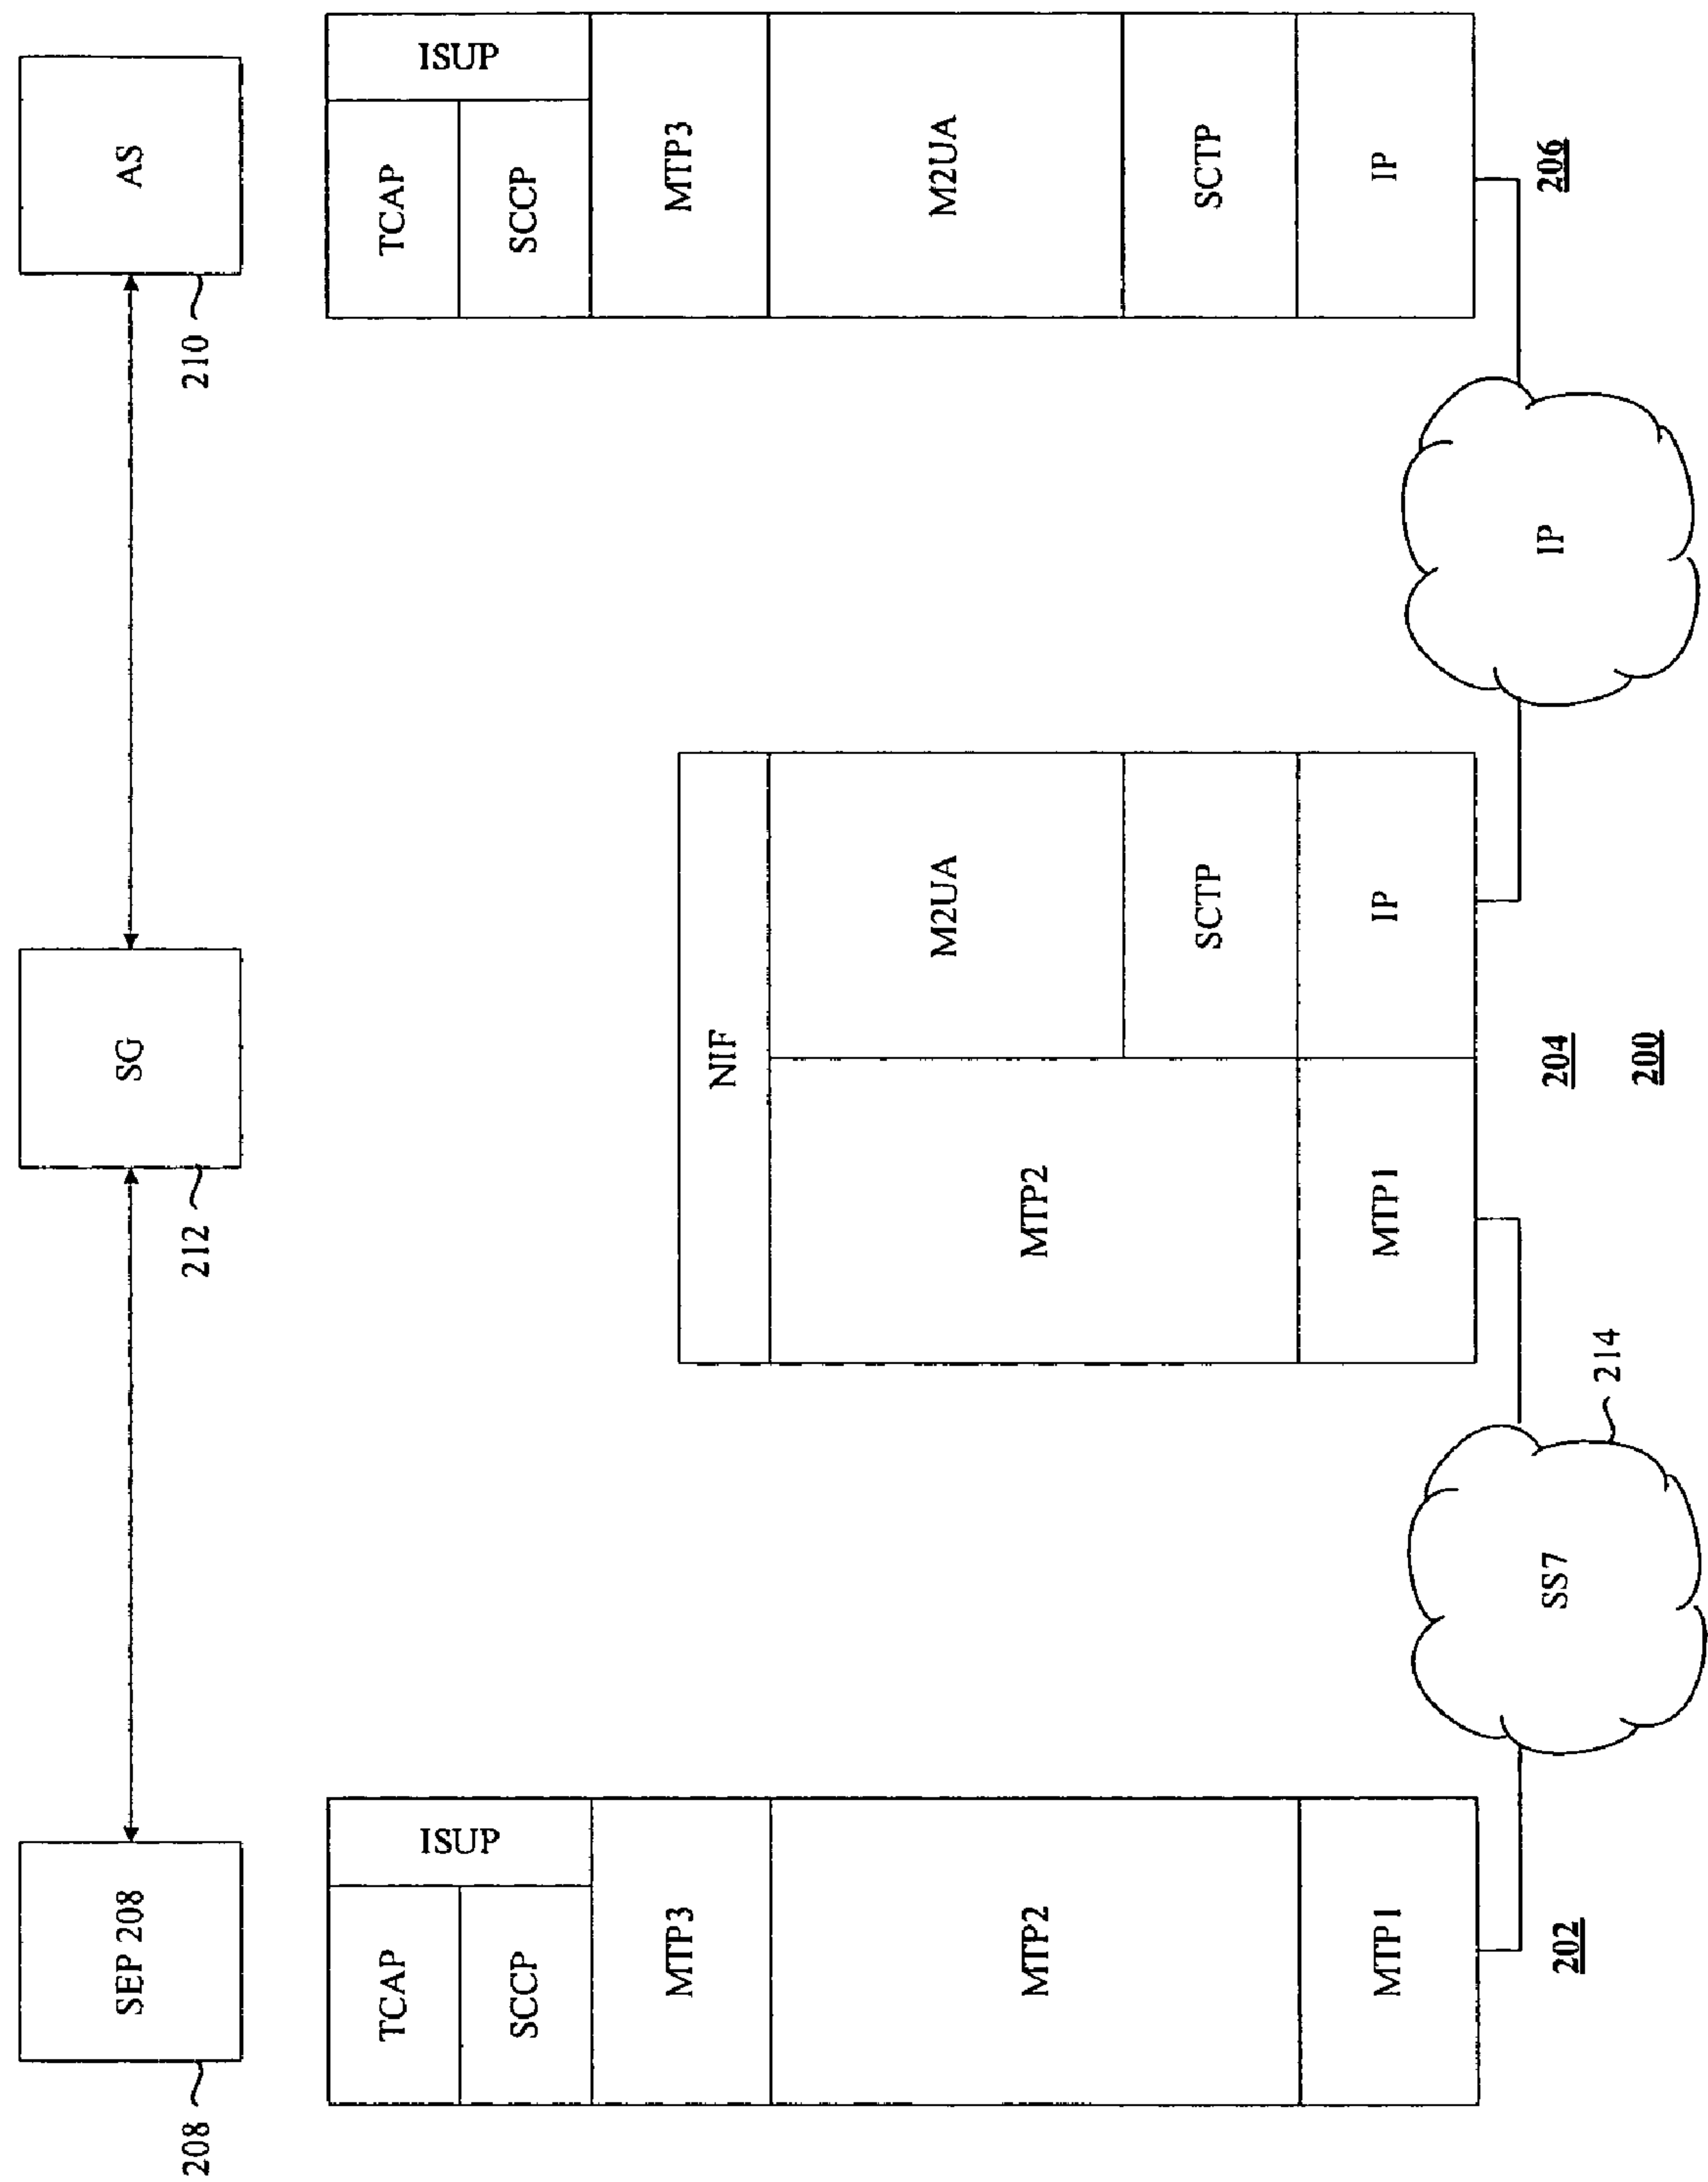 SEP 208
SG
AS
208
212
210
TCAP
SCCP
ISUP
MTP3
MTP2
MTP1
NIF
MTP2
MTP1
M2UA
SCTP
IP
TCAP
SCCP
ISUP
MTP3
M2UA
SCTP
IP
SS7
214
IP
202
204
206
200